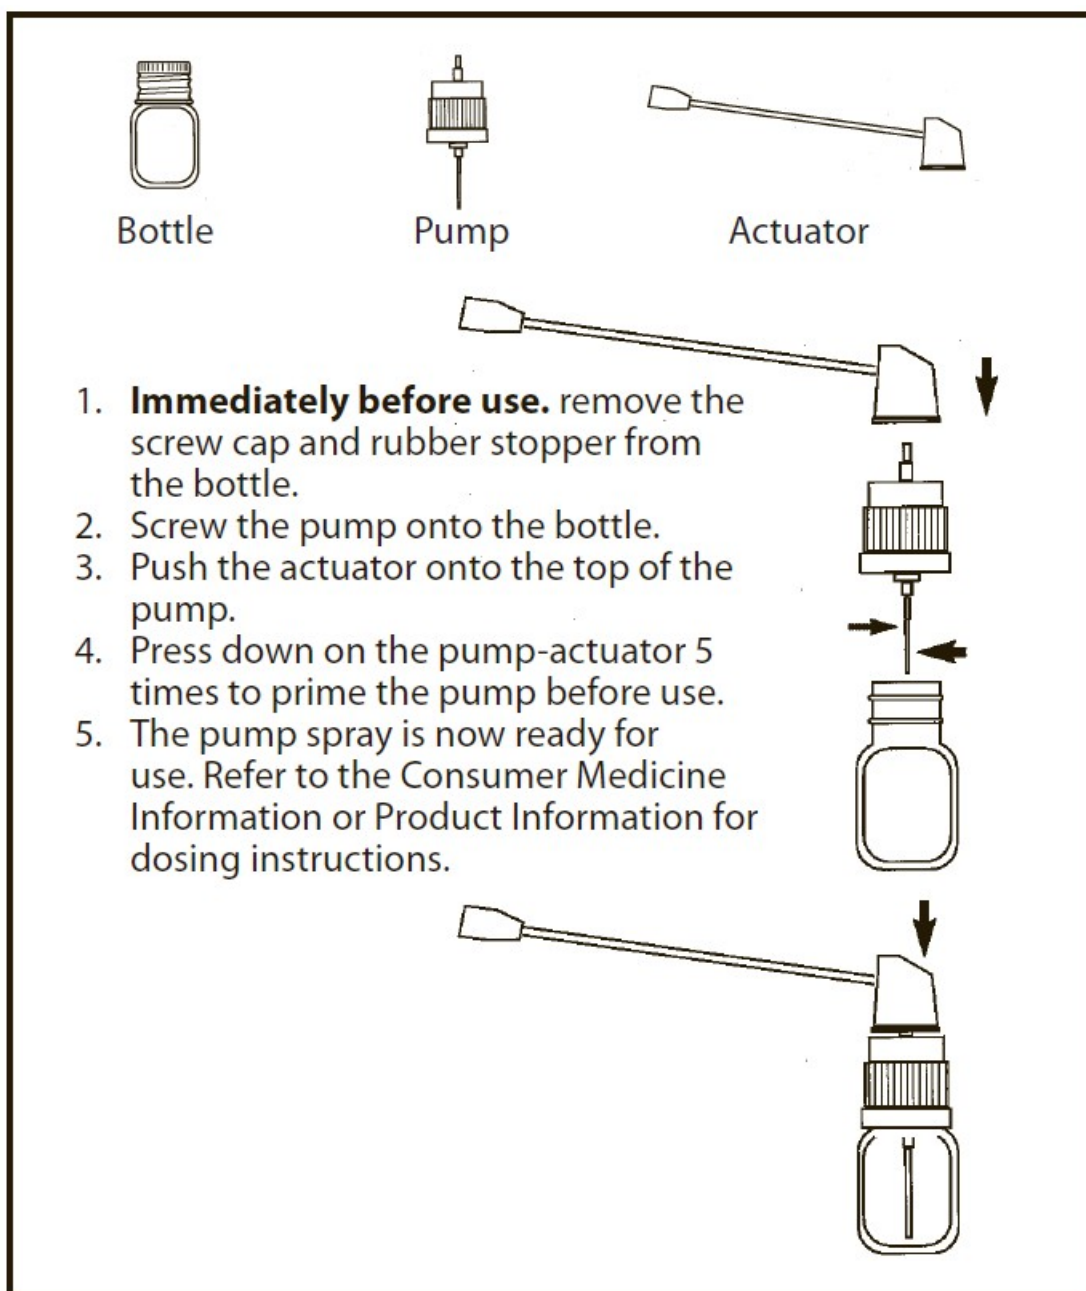 Bottle
Pump
Actuator
1. Immediately before use. remove the
screw cap and rubber stopper from
the bottle.
2. Screw the pump onto the bottle.
3. Push the actuator onto the top of the
pump.
4. Press down on the pump-actuator 5
times to prime the pump before use.
5. The pump spray is now ready for
use. Refer to the Consumer Medicine
Information or Product Information for
dosing instructions.